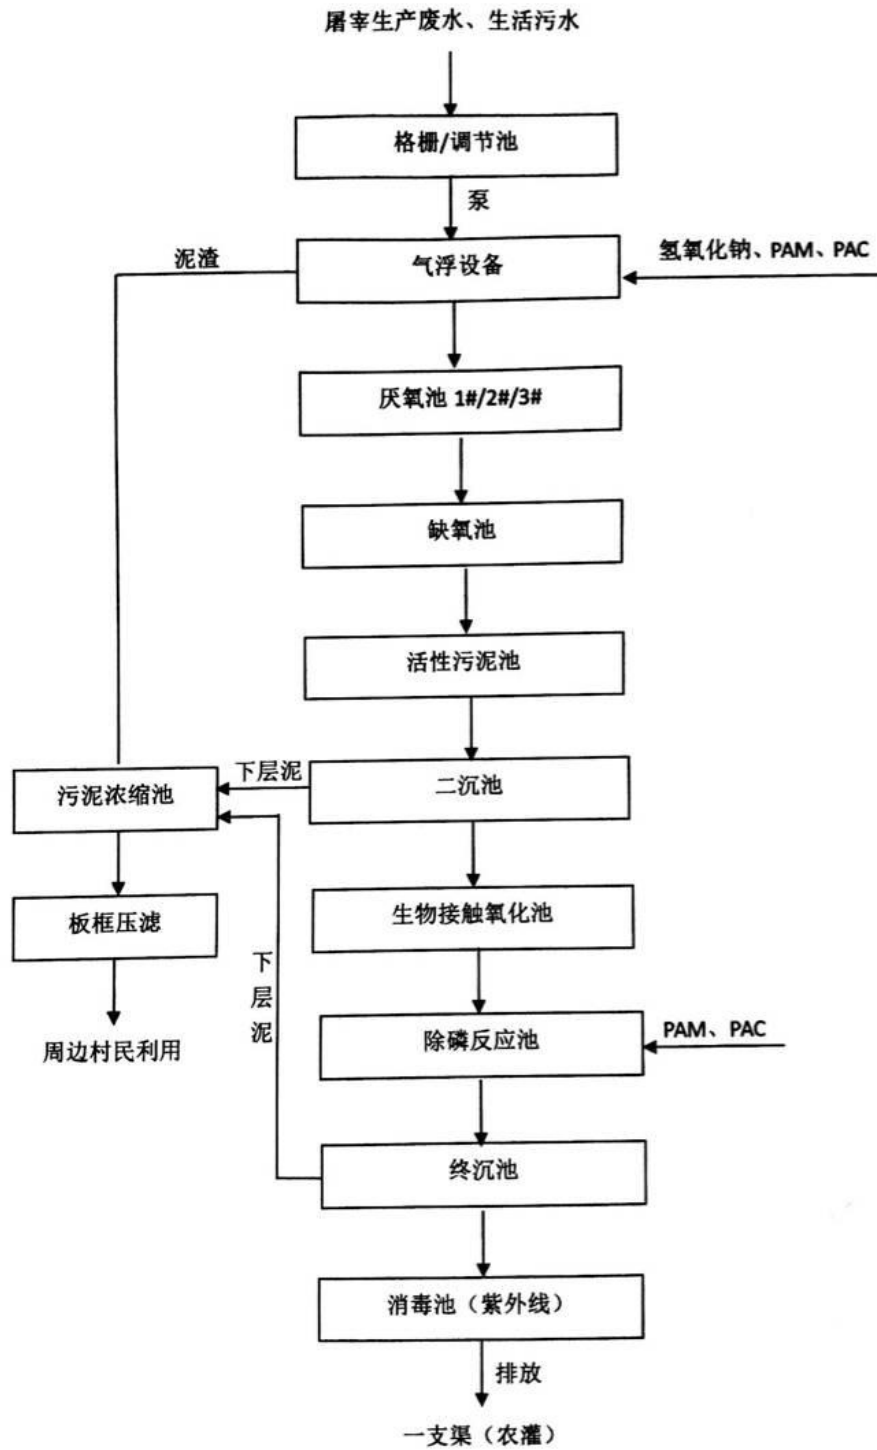 屠宰生产废水、生活污水
格栅/调节池
泵
泥渣
气浮设备
氢氧化钠、PAM、PAC
厌氧池 1#/2#/3#
缺氧池
活性污泥池
污泥浓缩池
下层泥
二沉池
板框压滤
生物接触氧化池
下层泥
周边村民利用
除磷反应池
PAM、PAC
终沉池
消毒池（紫外线）
排放
一支渠（农灌）